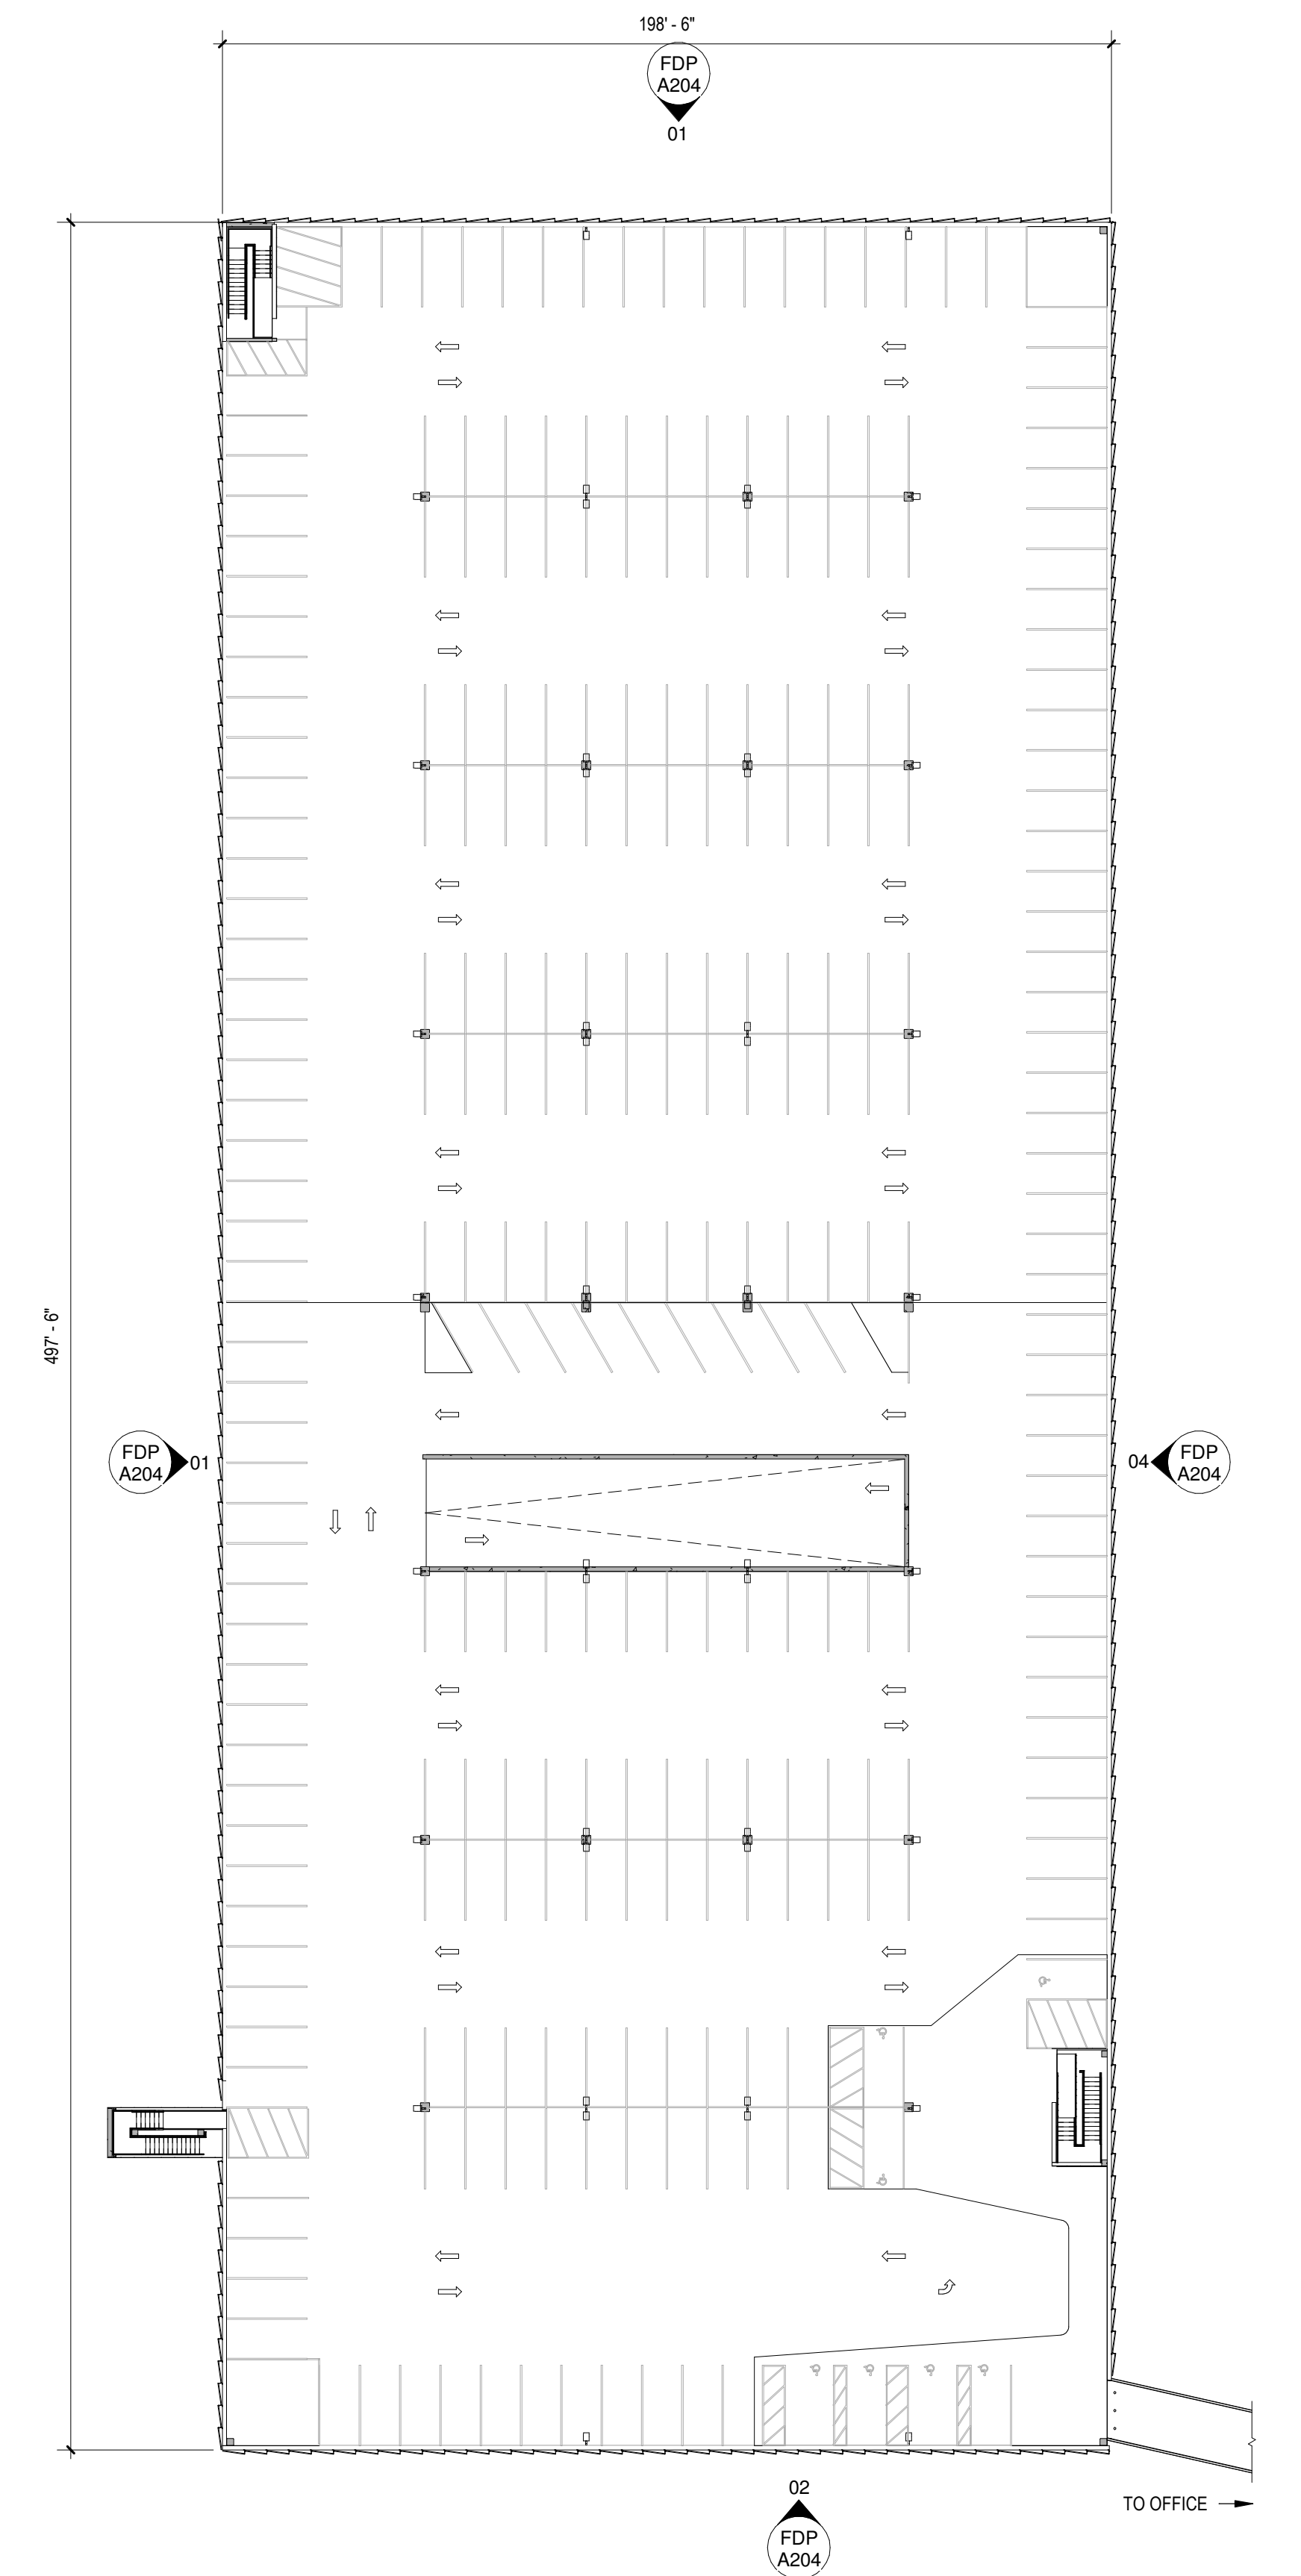 198' - 6"
FDP
A204
01
497' - 6"
FDP
A204
01
04
FDP
A204
02
FDP
A204
TO OFFICE